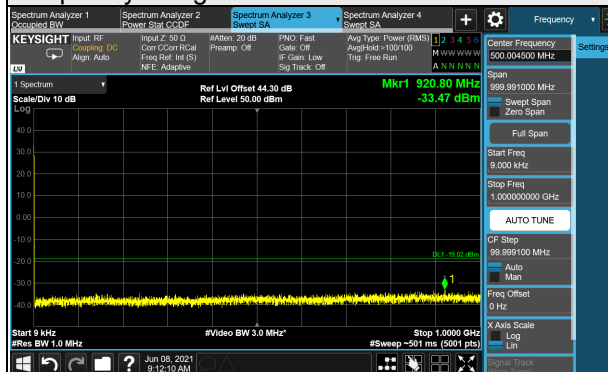 Spectrum Analyzer 1
Occupied BW
Spectrum Analyzer 2
Power Stat CCDF
Spectrum Analyzer 3
Swept SA
Spectrum Analyzer 4
Swept SA
+
Frequency
KEYSIGHT
Input: RF
Coupling: DC
Align: Auto
Input Z: 50 Ω
Corr CCorr RCal
Freq Ref: Int (S)
NFE: Adaptive
#Atten: 20 dB
Preamp: Off
PNO: Fast
Gate: Off
IF Gain: Low
Sig Track: Off
Avg Type: Power (RMS)
Avg|Hold:>100/100
Trig: Free Run
1 2 3 4 5 6
M W W W W W
A N N N N N
LXI
1 Spectrum
Scale/Div 10 dB
Log
Ref Lvl Offset 44.30 dB
Ref Level 50.00 dBm
Mkr1 920.80 MHz
-33.47 dBm
40.0
30.0
20.0
10.0
0.00
-10.0
-20.0
-30.0
-40.0
DL1 -19.02 dBm
1
Start 9 kHz
#Res BW 1.0 MHz
#Video BW 3.0 MHz*
Stop 1.0000 GHz
#Sweep ~501 ms (5001 pts)
Jun 08, 2021
9:12:10 AM
?
Center Frequency
500.004500 MHz
Settings
Span
999.991000 MHz
Swept Span
Zero Span
Full Span
Start Freq
9.000 kHz
Stop Freq
1.000000000 GHz
AUTO TUNE
CF Step
99.999100 MHz
Auto
Man
Freq Offset
0 Hz
X Axis Scale
Log
Lin
Signal Track